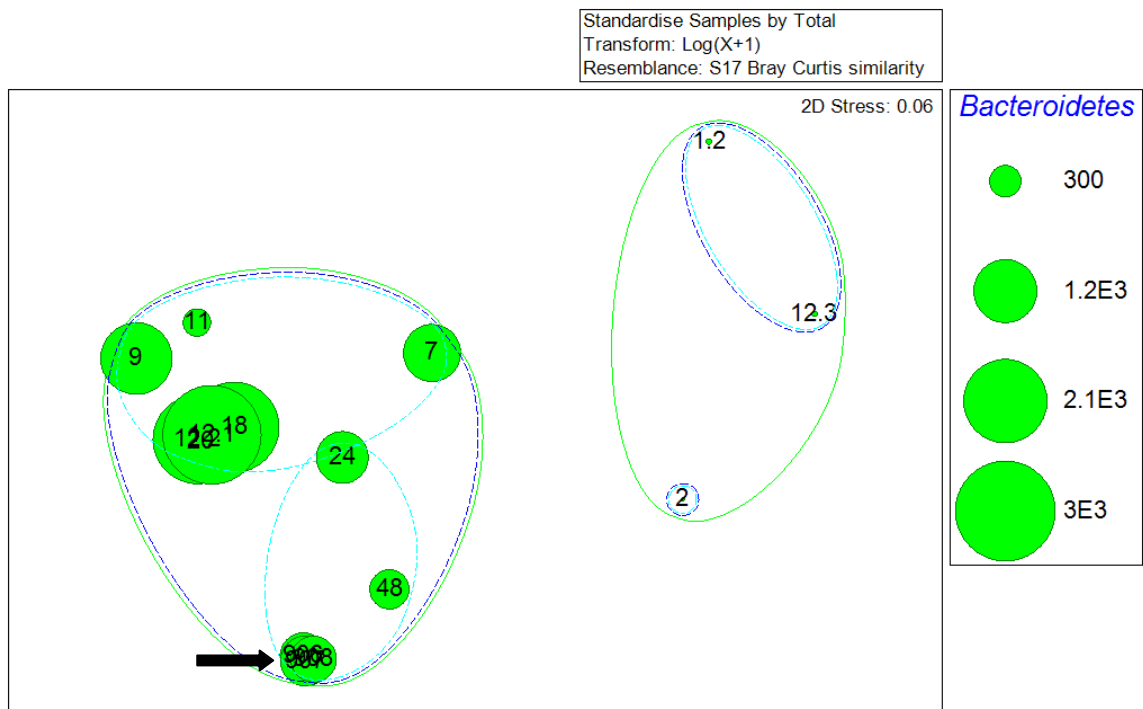 Standardise Samples by Total
Transform: Log(X+1)
Resemblance: S17 Bray Curtis similarity
2D Stress: 0.06
Bacteroidetes
300
1.2E3
2.1E3
3E3
1.2
12.3
2
11
9
7
18
24
48